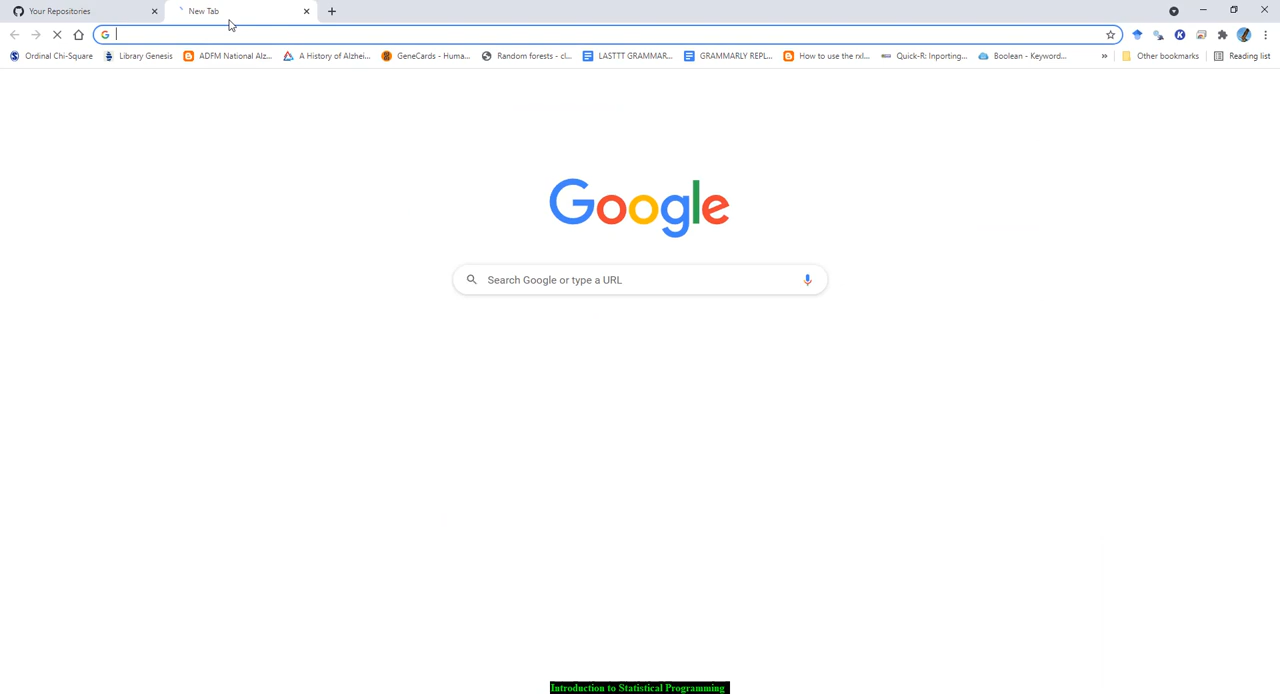 Your Repositories
New Tab
Ordinal Chi-Square
Library Genesis
ADFM National Alz...
A History of Alzhei...
GeneCards - Huma...
Random forests - cl...
LASTTT GRAMMAR...
GRAMMARLY REPL...
How to use the rxl...
Quick-R: Inporting...
Boolean - Keyword...
»
Other bookmarks
Reading list
Google
Search Google or type a URL
Introduction to Statistical Programming